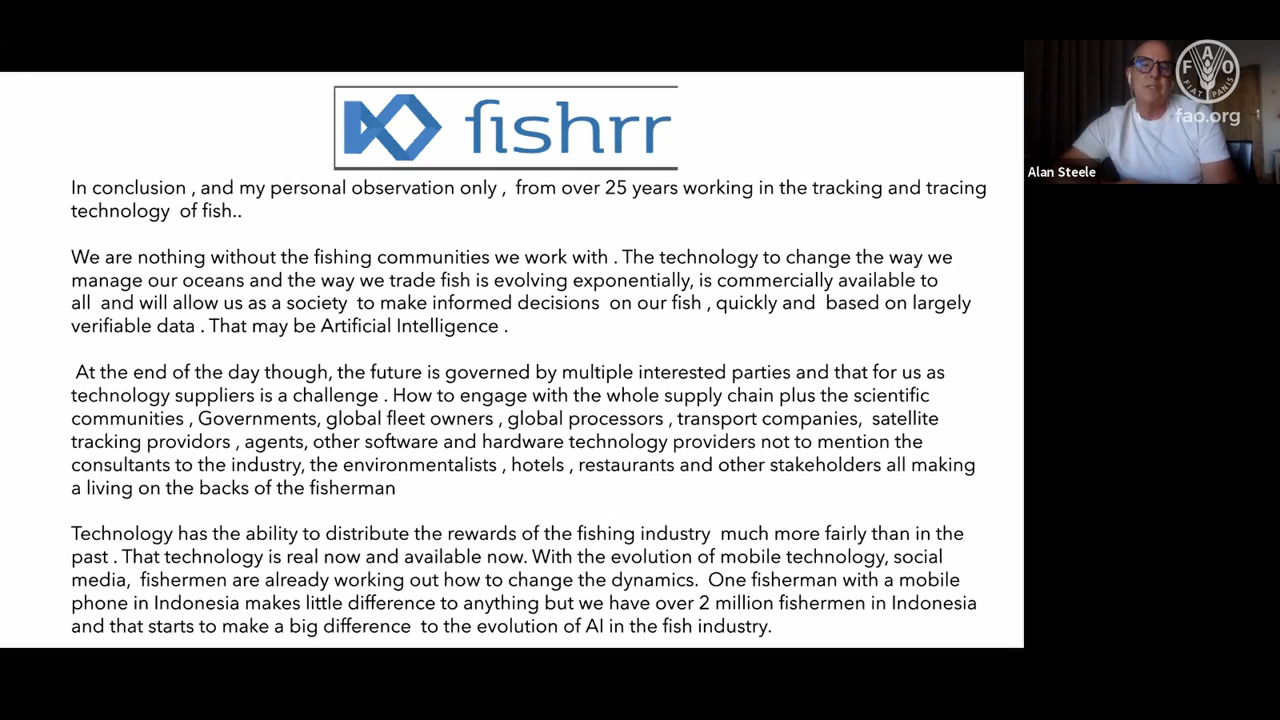 fishrr
In conclusion , and my personal observation only , from over 25 years working in the tracking and tracing
technology of fish..
We are nothing without the fishing communities we work with . The technology to change the way we
manage our oceans and the way we trade fish is evolving exponentially, is commercially available to
all and will allow us as a society to make informed decisions on our fish , quickly and based on largely
verifiable data . That may be Artificial Intelligence .
At the end of the day though, the future is governed by multiple interested parties and that for us as
technology suppliers is a challenge . How to engage with the whole supply chain plus the scientific
communities , Governments, global fleet owners , global processors , transport companies, satellite
tracking providors , agents, other software and hardware technology providers not to mention the
consultants to the industry, the environmentalists , hotels , restaurants and other stakeholders all making
a living on the backs of the fisherman
Technology has the ability to distribute the rewards of the fishing industry much more fairly than in the
past . That technology is real now and available now. With the evolution of mobile technology, social
media, fishermen are already working out how to change the dynamics. One fisherman with a mobile
phone in Indonesia makes little difference to anything but we have over 2 million fishermen in Indonesia
and that starts to make a big difference to the evolution of AI in the fish industry.
F A O
FIAT PANIS
fao.org
Alan Steele